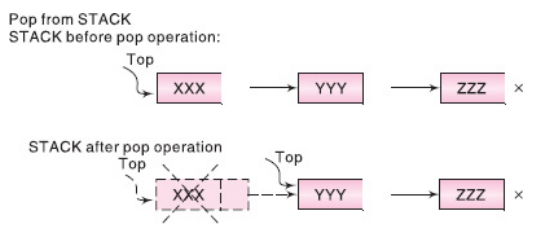 Pop from STACK
STACK before pop operation:
Top
XXX YYY ZZZ ×
STACK after pop operation
Top Top
XXX YYY ZZZ ×